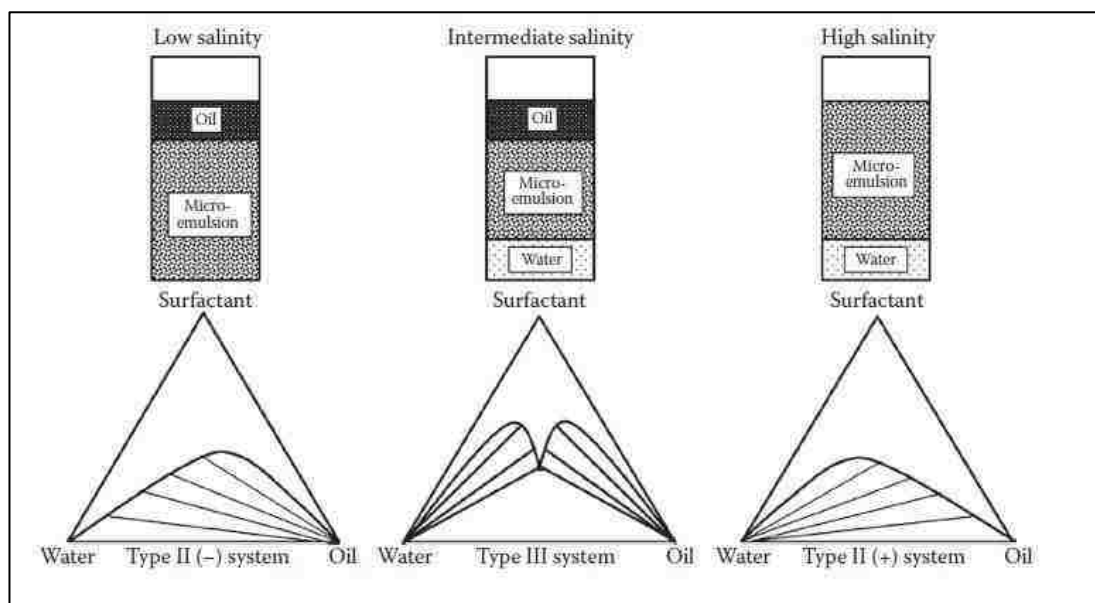 Low salinity
Intermediate salinity
High salinity
Oil
Micro-
emulsion
Oil
Micro-
emulsion
Water
Micro-
emulsion
Water
Surfactant
Surfactant
Surfactant
Water Type II (−) system Oil
Water Type III system Oil
Water Type II (+) system Oil